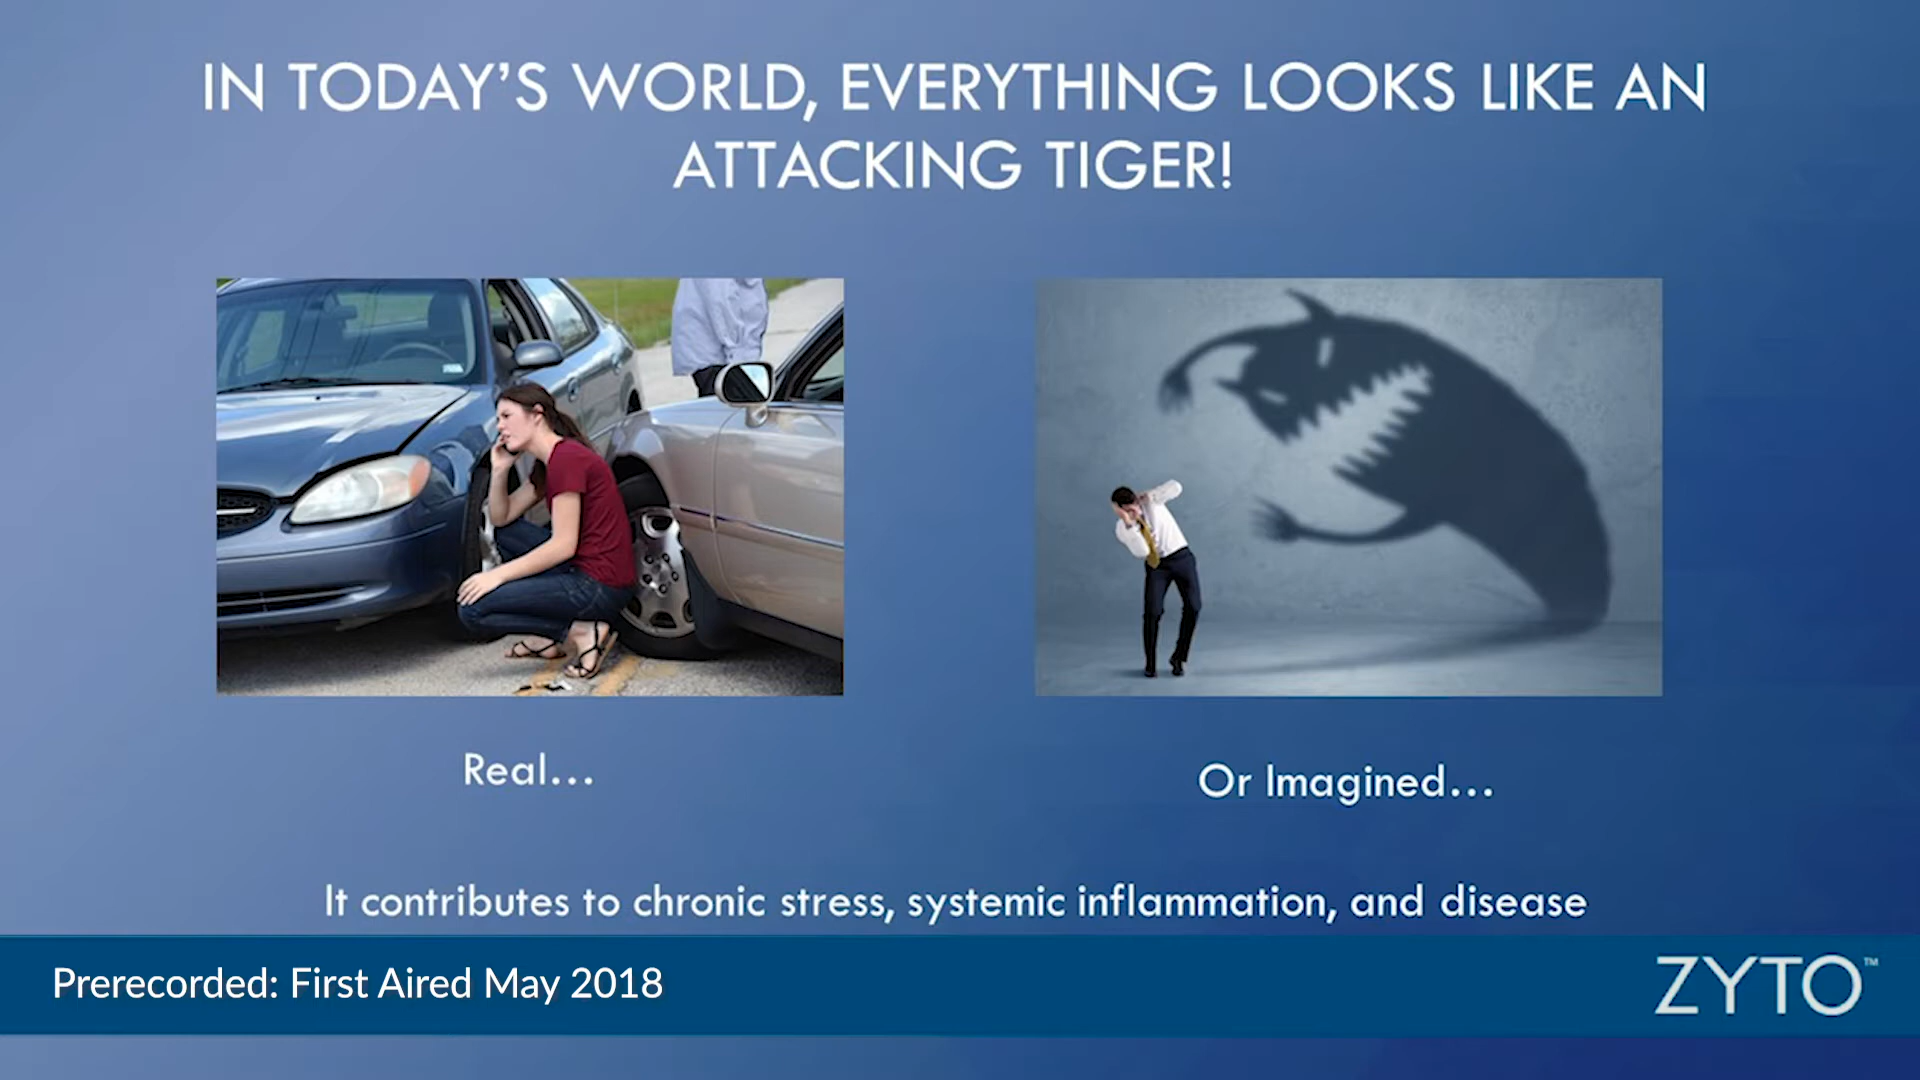 IN TODAY'S WORLD, EVERYTHING LOOKS LIKE AN
ATTACKING TIGER!
Real...
Or Imagined...
It contributes to chronic stress, systemic inflammation, and disease
Prerecorded: First Aired May 2018
ZYTO™